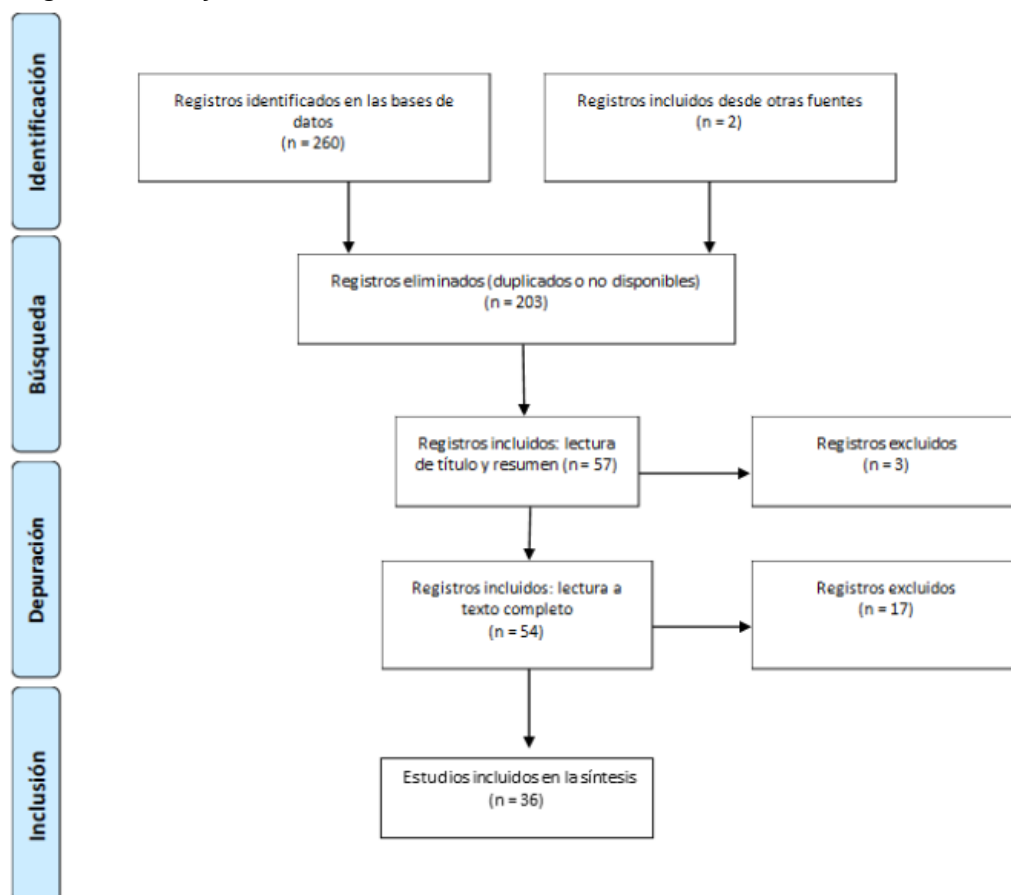 Identificación
Registros identificados en las bases de
datos
(n = 260)
Registros incluidos desde otras fuentes
(n = 2)
Búsqueda
Registros eliminados (duplicados o no disponibles)
(n = 203)
Registros incluidos: lectura
de título y resumen (n = 57)
Registros excluidos
(n = 3)
Depuración
Registros incluidos: lectura a
texto completo
(n = 54)
Registros excluidos
(n = 17)
Inclusión
Estudios incluidos en la síntesis
(n = 36)